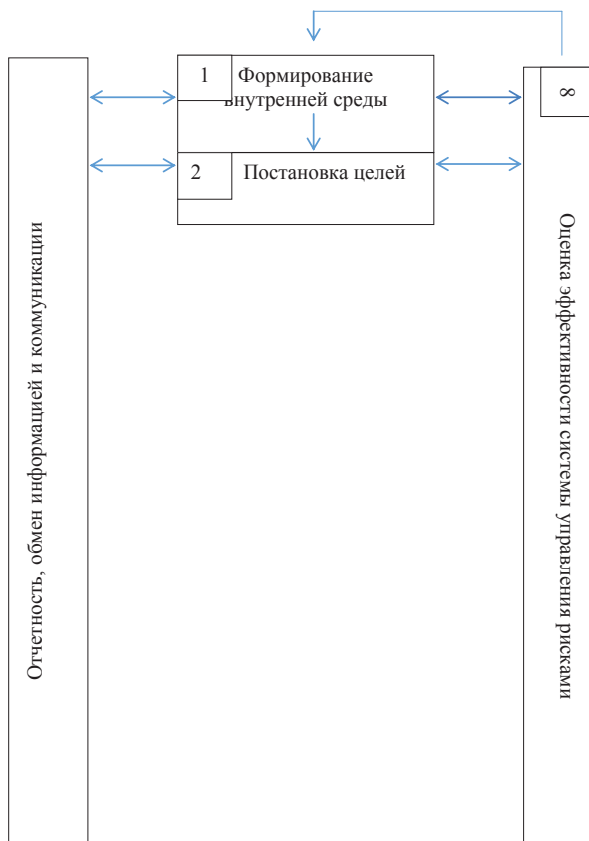 1
Формирование
внутренней среды
2
Постановка целей
Отчетность, обмен информацией и коммуникации
8
Оценка эффективности системы управления рисками